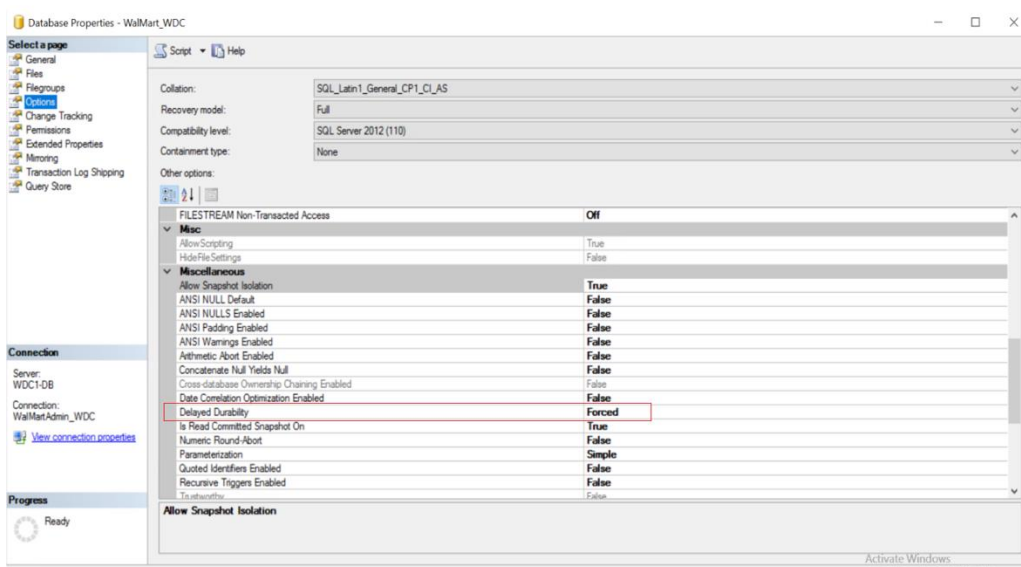 Database Properties - WalMart_WDC
Select a page
General
Files
Filegroups
Options
Change Tracking
Permissions
Extended Properties
Mirroring
Transaction Log Shipping
Query Store
Script Help
Collation: SQL_Latin1_General_CP1_CI_AS
Recovery model: Full
Compatibility level: SQL Server 2012 (110)
Containment type: None
Other options:
FILESTREAM Non-Transacted Access Off
Misc
AllowScripting True
HideFileSettings False
Miscellaneous
Allow Snapshot Isolation True
ANSI NULL Default False
ANSI NULLS Enabled False
ANSI Padding Enabled False
ANSI Warnings Enabled False
Arithmetic Abort Enabled False
Concatenate Null Yields Null False
Cross-database Ownership Chaining Enabled False
Date Correlation Optimization Enabled False
Delayed Durability Forced
Is Read Committed Snapshot On True
Numeric Round-Abort False
Parameterization Simple
Quoted Identifiers Enabled False
Recursive Triggers Enabled False
Trustworthy False
Allow Snapshot Isolation
Connection
Server:
WDC1-DB
Connection:
WalMartAdmin_WDC
View connection properties
Progress
Ready
Activate Windows